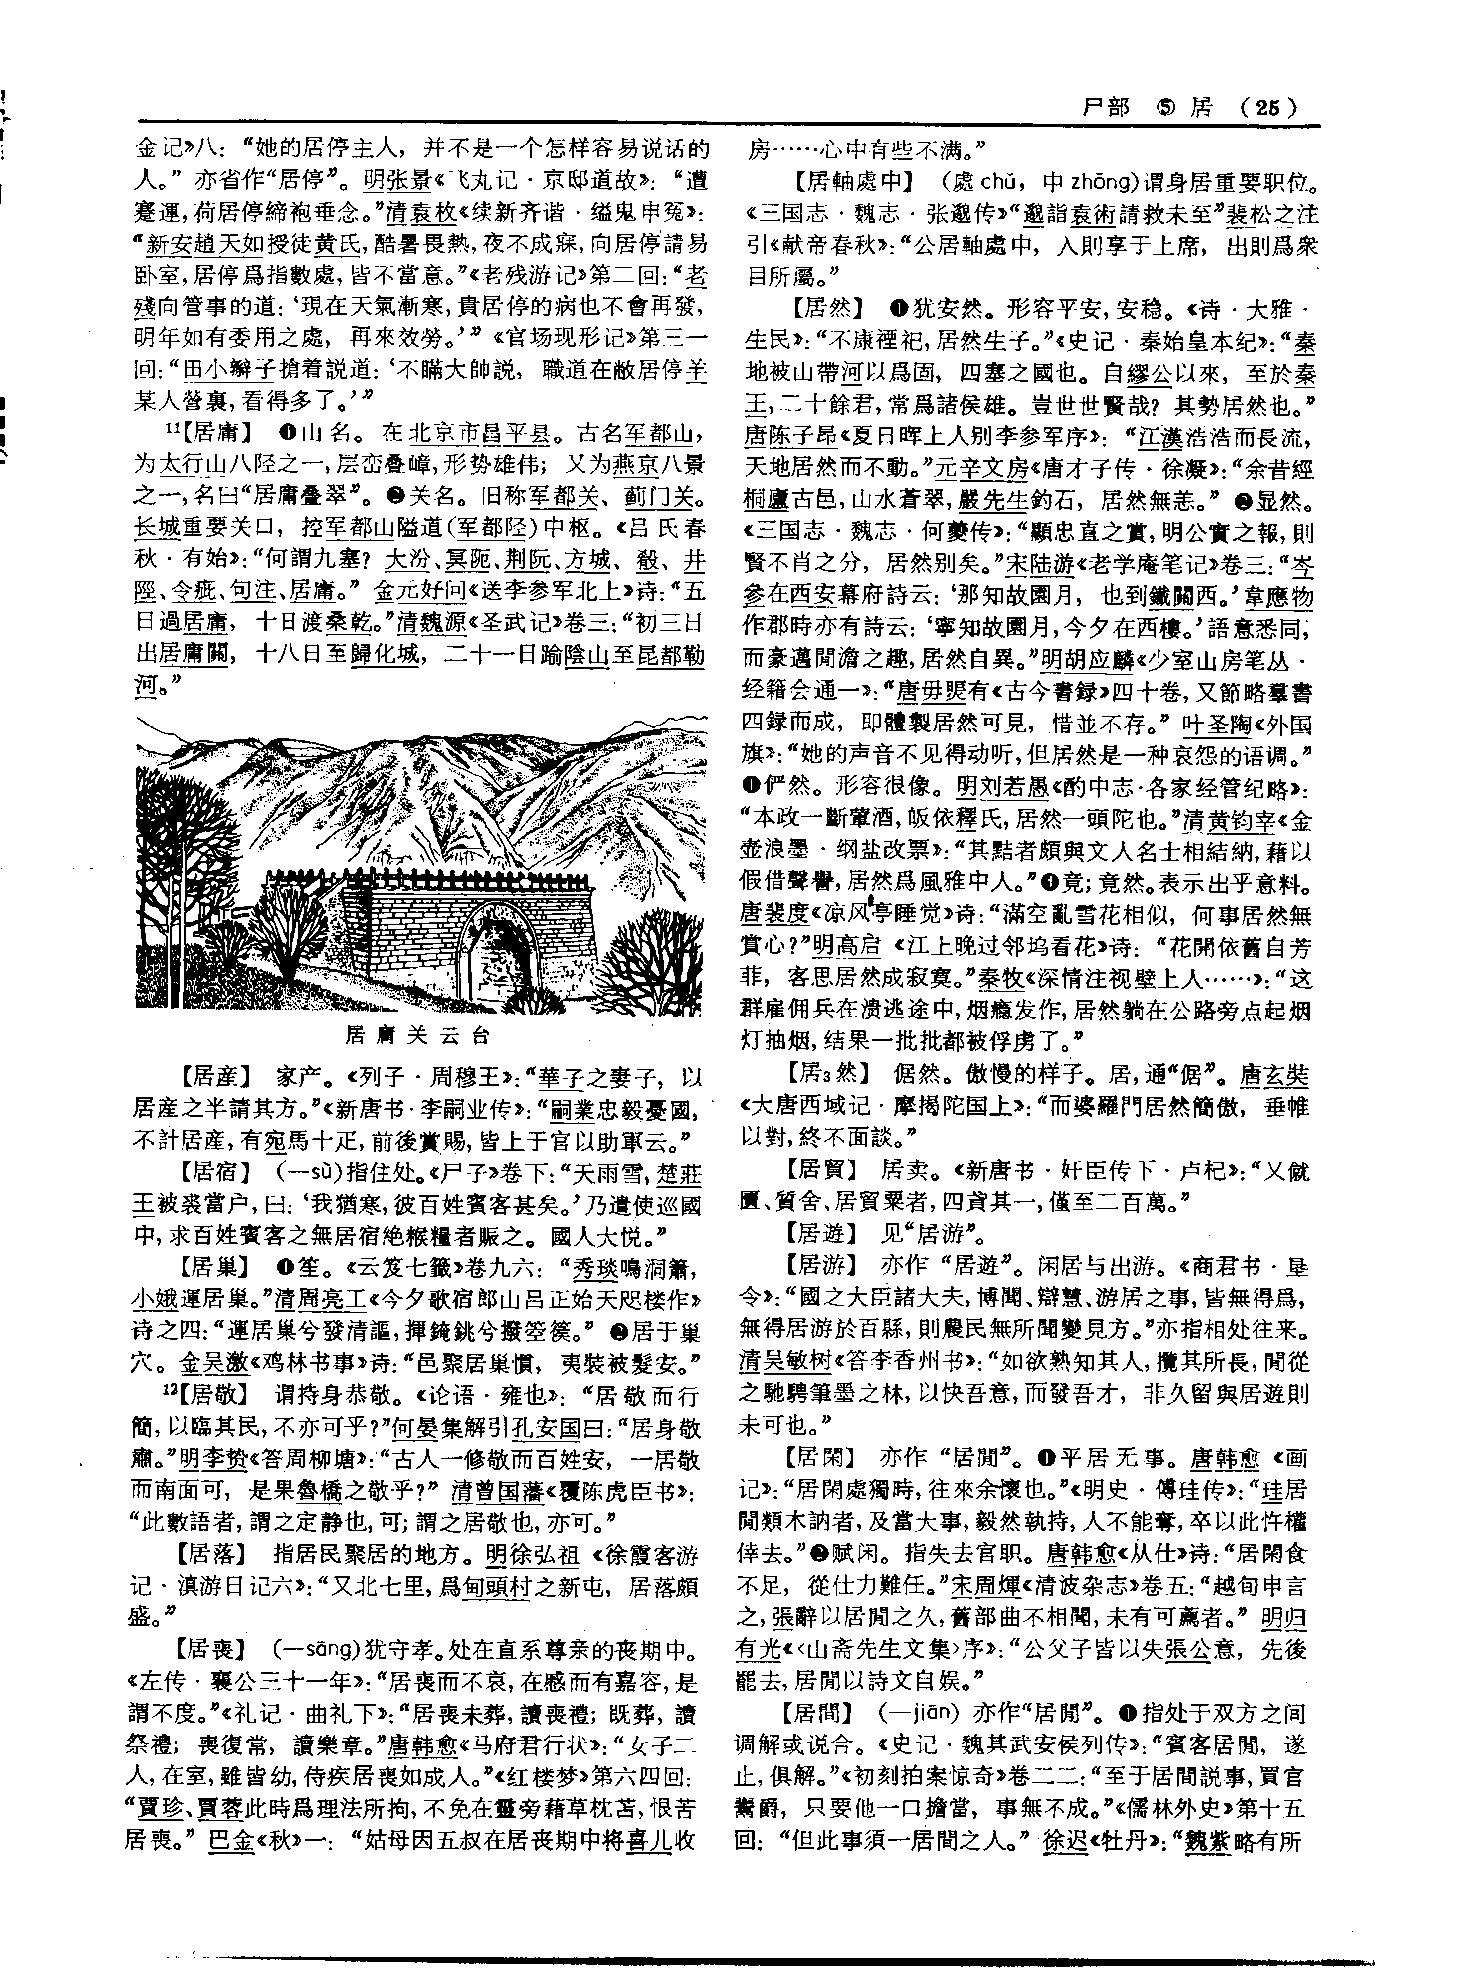 尸部 ⑤ 居 (25)
金记》八：“她的居停主人，并不是一个怎样容易说话的
人。”亦省作“居停”。明张景《飞丸记·京邸道故》：“遭
蹇運，荷居停締袍垂念。”清袁枚《续新齐谐·缢鬼申冤》：
“新安趙天如授徒黄氏，酷暑畏熱，夜不成寐，向居停請易
卧室，居停爲指數處，皆不當意。”《老残游记》第二回：“老
殘向管事的道：‘現在天氣漸寒，貴居停的病也不會再發，
明年如有委用之處，再來效勞。’”《官场现形记》第三一
回：“田小辮子搶着説道：‘不瞞大帥説，職道在敝居停羊
某人營裏，看得多了。’”
11【居庸】 ❶山名。在北京市昌平县。古名军都山，
为太行山八陉之一，层峦叠嶂，形势雄伟；又为燕京八景
之一，名曰“居庸叠翠”。❷关名。旧称军都关、蓟门关。
长城重要关口，控军都山隘道(军都陉)中枢。《吕氏春
秋·有始》：“何謂九塞？大汾、冥阨、荆阮、方城、殽、井
陘、令疵、句注、居庸。”金元好问《送李参军北上》诗：“五
日過居庸，十日渡桑乾。”清魏源《圣武记》卷三：“初三日
出居庸關，十八日至歸化城，二十一日踰陰山至昆都勒
河。”
居庸关云台
【居産】 家产。《列子·周穆王》：“華子之妻子，以
居産之半請其方。”《新唐书·李嗣业传》：“嗣業忠毅憂國，
不計居産，有宛馬十疋，前後賞賜，皆上于官以助軍云。”
【居宿】 (—sù)指住处。《尸子》卷下：“天雨雪，楚莊
王被裘當户，曰：‘我猶寒，彼百姓賓客甚矣。’乃遣使巡國
中，求百姓賓客之無居宿绝糇糧者賑之。國人大悦。”
【居巢】 ❶笙。《云笈七籤》卷九六：“秀琰鳴洞簫，
小娥運居巢。”清周亮工《今夕歌宿郎山吕正始天咫楼作》
诗之四：“運居巢兮發清謳，揮銚兮撥箜篌。”❷居于巢
穴。金吴激《鸡林书事》诗：“邑聚居巢慣，夷裝被髮安。”
12【居敬】 谓持身恭敬。《论语·雍也》：“居敬而行
簡，以臨其民，不亦可乎？”何晏集解引孔安国曰：“居身敬
肅。”明李贽《答周柳塘》：“古人一修敬而百姓安，一居敬
而南面可，是果魯橋之敬乎？”清曾国藩《覆陈虎臣书》：
“此數語者，謂之定静也，可；謂之居敬也，亦可。”
【居落】 指居民聚居的地方。明徐弘祖《徐霞客游
记·滇游日记六》：“又北七里，爲甸頭村之新屯，居落頗
盛。”
【居喪】 (—sāng)犹守孝。处在直系尊亲的丧期中。
《左传·襄公三十一年》：“居喪而不哀，在慼而有嘉容，是
謂不度。”《礼记·曲礼下》：“居喪未葬，讀喪禮；既葬，讀
祭禮；喪復常，讀樂章。”唐韩愈《马府君行状》：“女子二
人，在室，雖皆幼，侍疾居喪如成人。”《红楼梦》第六四回：
“賈珍、賈蓉此時爲理法所拘，不免在靈旁藉草枕苫，恨苦
居喪。”巴金《秋》一：“姑母因五叔在居丧期中将喜儿收
房……心中有些不满。”
【居軸處中】 (處chǔ，中zhōng)谓身居重要职位。
《三国志·魏志·张邈传》“邈詣袁術請救未至”裴松之注
引《献帝春秋》：“公居軸處中，入則享于上席，出則爲衆
目所屬。”
【居然】 ❶犹安然。形容平安，安稳。《诗·大雅·
生民》：“不康禋祀，居然生子。”《史记·秦始皇本纪》：“秦
地被山帶河以爲固，四塞之國也。自繆公以來，至於秦
王，二十餘君，常爲諸侯雄。豈世世賢哉？其勢居然也。”
唐陈子昂《夏日晖上人别李参军序》：“江漢浩浩而長流，
天地居然而不動。”元辛文房《唐才子传·徐凝》：“余昔經
桐廬古邑，山水蒼翠，嚴先生釣石，居然無恙。”❷显然。
《三国志·魏志·何夔传》：“顯忠直之賞，明公實之報，則
賢不肖之分，居然别矣。”宋陆游《老学庵笔记》卷三：“岑
參在西安幕府詩云：‘那知故園月，也到鐵關西。’韋應物
作郡時亦有詩云：‘寧知故園月，今夕在西樓。’語意悉同，
而豪邁閒澹之趣，居然自異。”明胡应麟《少室山房笔丛·
经籍会通一》：“唐毋煚有《古今書録》四十卷，又節略羣書
四録而成，即體製居然可見，惜並不存。”叶圣陶《外国
旗》：“她的声音不见得动听，但居然是一种哀怨的语调。”
❸俨然。形容很像。明刘若愚《酌中志·各家经管纪略》：
“本政一斷葷酒，皈依釋氏，居然一頭陀也。”清黄钧宰《金
壶浪墨·纲盐改票》：“其黠者頗與文人名士相結納，藉以
假借聲譽，居然爲風雅中人。”❹竟；竟然。表示出乎意料。
唐裴度《凉风亭睡觉》诗：“滿空亂雪花相似，何事居然無
賞心？”明高启《江上晚过邻坞看花》诗：“花開依舊自芳
菲，客思居然成寂寞。”秦牧《深情注视壁上人……》：“这
群雇佣兵在溃逃途中，烟瘾发作，居然躺在公路旁点起烟
灯抽烟，结果一批批都被俘虏了。”
【居3然】 倨然。傲慢的样子。居，通“倨”。唐玄奘
《大唐西域记·摩揭陀国上》：“而婆羅門居然簡傲，垂帷
以對，終不面談。”
【居貿】 居卖。《新唐书·奸臣传下·卢杞》：“又僦
匱、質舍、居貿粟者，四貸其一，僅至二百萬。”
【居遊】 见“居游”。
【居游】 亦作“居遊”。闲居与出游。《商君书·垦
令》：“國之大臣諸大夫，博聞、辯慧、游居之事，皆無得爲，
無得居游於百縣，則農民無所聞變見方。”亦指相处往来。
清吴敏树《答李香州书》：“如欲熟知其人，攬其所長，閒從
之馳騁筆墨之林，以快吾意，而發吾才，非久留與居遊則
未可也。”
【居閑】 亦作“居閒”。❶平居无事。唐韩愈《画
记》：“居閑處獨時，往來余懷也。”《明史·傅珪传》：“珪居
閒類木訥者，及當大事，毅然執持，人不能奪，卒以此忤權
倖去。”❷赋闲。指失去官职。唐韩愈《从仕》诗：“居閑食
不足，從仕力難任。”宋周煇《清波杂志》卷五：“越旬申言
之，張辭以居閒之久，舊部曲不相聞，未有可薦者。”明归
有光《〈山斋先生文集〉序》：“公父子皆以失張公意，先後
罷去，居閒以詩文自娱。”
【居間】 (—jiān)亦作“居閒”。❶指处于双方之间
调解或说合。《史记·魏其武安侯列传》：“賓客居閒，遂
止，俱解。”《初刻拍案惊奇》卷二二：“至于居間説事，買官
鬻爵，只要他一口擔當，事無不成。”《儒林外史》第十五
回：“但此事須一居間之人。”徐迟《牡丹》：“魏紫略有所